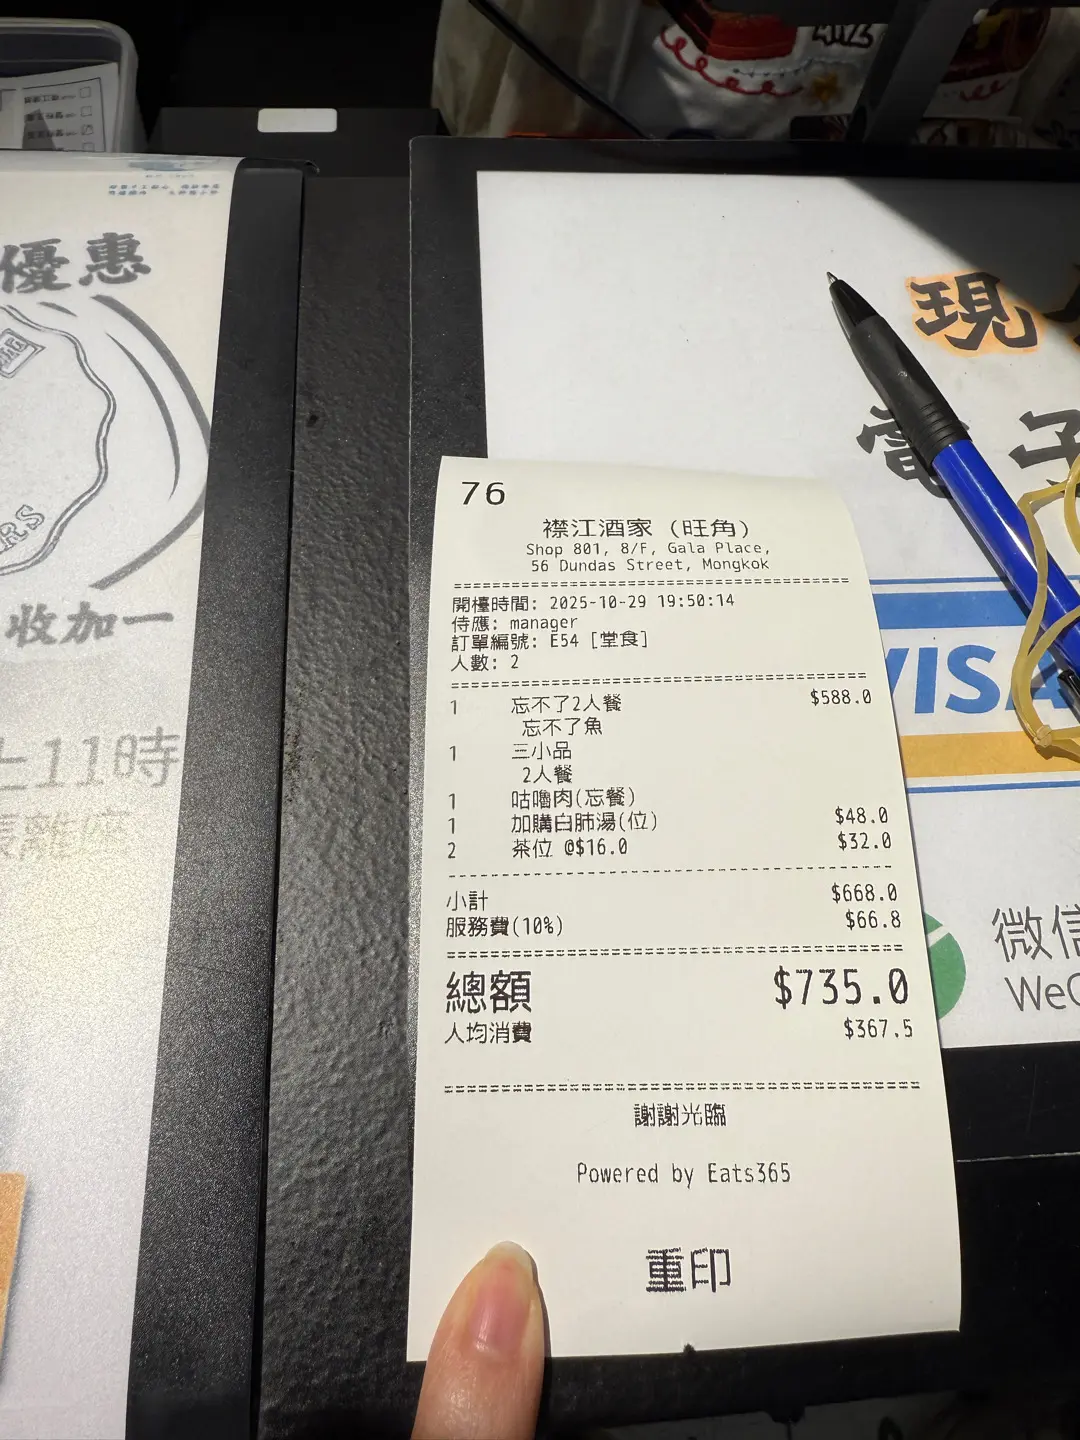 優惠
收加一
上11時
離座
現
電子
VISA
微信
WeC
76
襟江酒家 (旺角)
Shop 801, 8/F, Gala Place,
56 Dundas Street, Mongkok
開檯時間: 2025-10-29 19:50:14
侍應: manager
訂單編號: E54 [堂食]
人數: 2
1 忘不了2人餐 $588.0
忘不了魚
1 三小品
2人餐
1 咕嚕肉(忘餐)
1 加購白肺湯(位) $48.0
2 茶位 @$16.0 $32.0
小計 $668.0
服務費(10%) $66.8
總額 $735.0
人均消費 $367.5
謝謝光臨
Powered by Eats365
重印